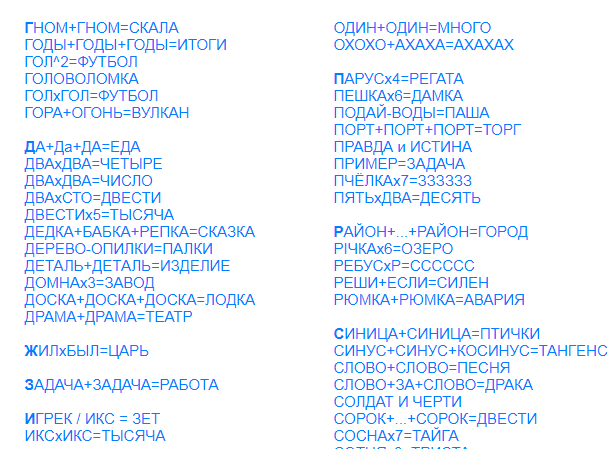 ГНОМ+ГНОМ=СКАЛА
ГОДЫ+ГОДЫ+ГОДЫ=ИТОГИ
ГОЛ^2=ФУТБОЛ
ГОЛОВОЛОМКА
ГОЛхГОЛ=ФУТБОЛ
ГОРА+ОГОНЬ=ВУЛКАН
ДА+Да+ДА=ЕДА
ДВАхДВА=ЧЕТЫРЕ
ДВАхДВА=ЧИСЛО
ДВАхСТО=ДВЕСТИ
ДВЕСТИх5=ТЫСЯЧА
ДЕДКА+БАБКА+РЕПКА=СКАЗКА
ДЕРЕВО-ОПИЛКИ=ПАЛКИ
ДЕТАЛЬ+ДЕТАЛЬ=ИЗДЕЛИЕ
ДОМНАх3=ЗАВОД
ДОСКА+ДОСКА+ДОСКА=ЛОДКА
ДРАМА+ДРАМА=ТЕАТР
ЖИЛхБЫЛ=ЦАРЬ
ЗАДАЧА+ЗАДАЧА=РАБОТА
ИГРЕК / ИКС = ЗЕТ
ИКСхИКС=ТЫСЯЧА
ОДИН+ОДИН=МНОГО
ОХОХО+АХАХА=АХАХАХ
ПАРУСх4=РЕГАТА
ПЕШКАх6=ДАМКА
ПОДАЙ-ВОДЫ=ПАША
ПОРТ+ПОРТ+ПОРТ=ТОРГ
ПРАВДА и ИСТИНА
ПРИМЕР=ЗАДАЧА
ПЧЁЛКАх7=ЗЗЗЗЗЗ
ПЯТЬхДВА=ДЕСЯТЬ
РАЙОН+...+РАЙОН=ГОРОД
РІЧКАх6=ОЗЕРО
РЕБУСхР=СССССС
РЕШИ+ЕСЛИ=СИЛЕН
РЮМКА+РЮМКА=АВАРИЯ
СИНИЦА+СИНИЦА=ПТИЧКИ
СИНУС+СИНУС+КОСИНУС=ТАНГЕНС
СЛОВО+СЛОВО=ПЕСНЯ
СЛОВО+ЗА+СЛОВО=ДРАКА
СОЛДАТ И ЧЕРТИ
СОРОК+...+СОРОК=ДВЕСТИ
СОСНАх7=ТАЙГА